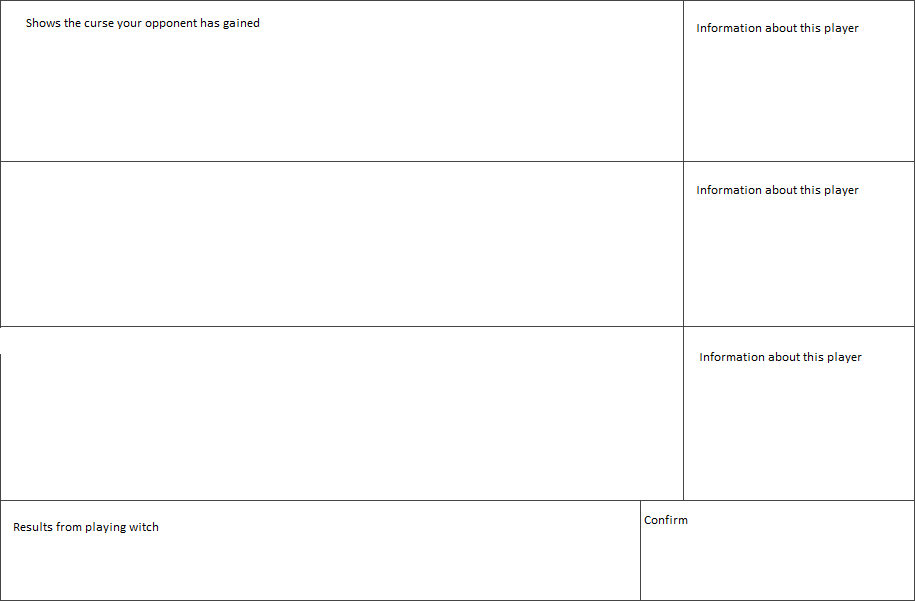 Shows the curse your opponent has gained
Information about this player
Information about this player
Information about this player
Results from playing witch
Confirm